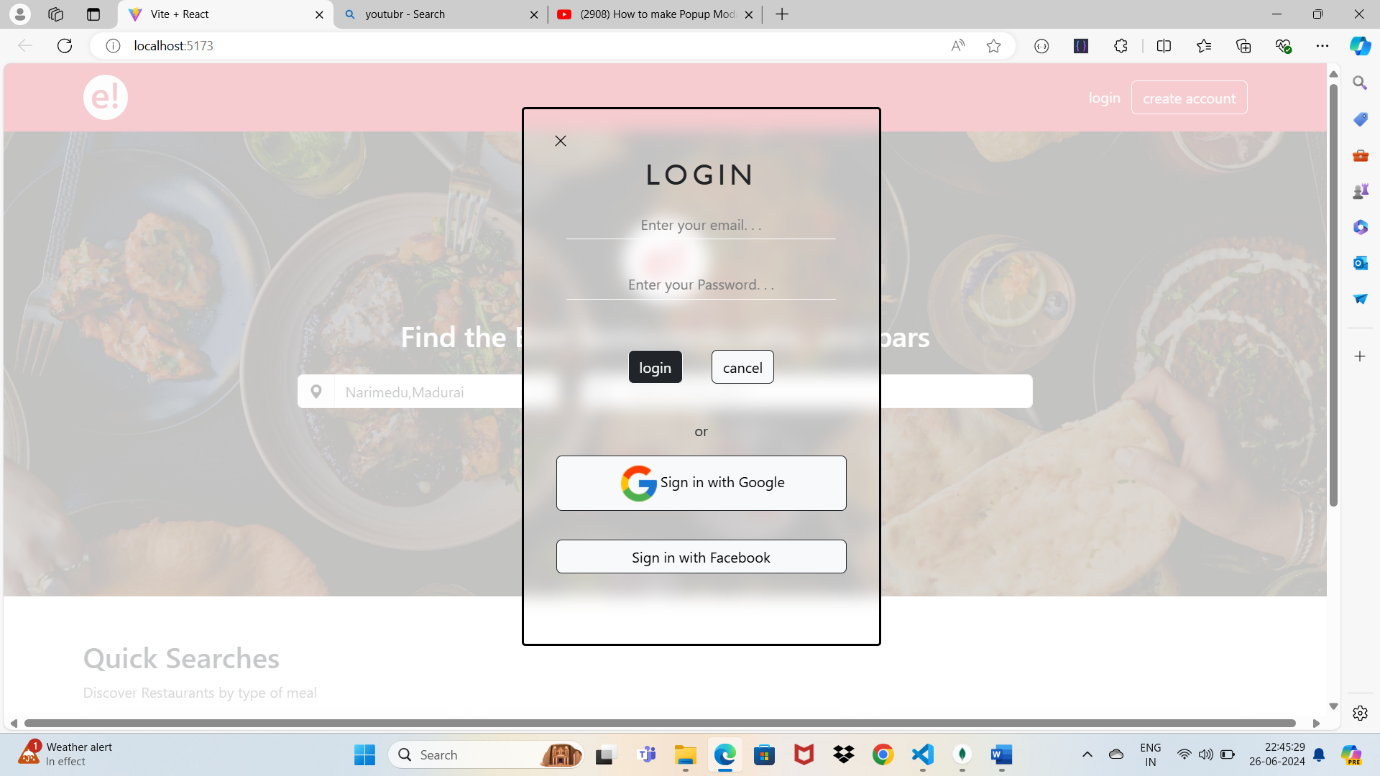 Vite + React
youtubr - Search
(2908) How to make Popup Mod
localhost:5173
e!
login
create account
LOGIN
Enter your email. . .
Enter your Password. . .
Find the
bars
Narimedu,Madurai
login
cancel
or
Sign in with Google
Sign in with Facebook
Quick Searches
Discover Restaurants by type of meal
1
Weather alert
In effect
Search
ENG
IN
22:45:29
26-06-2024
PRE